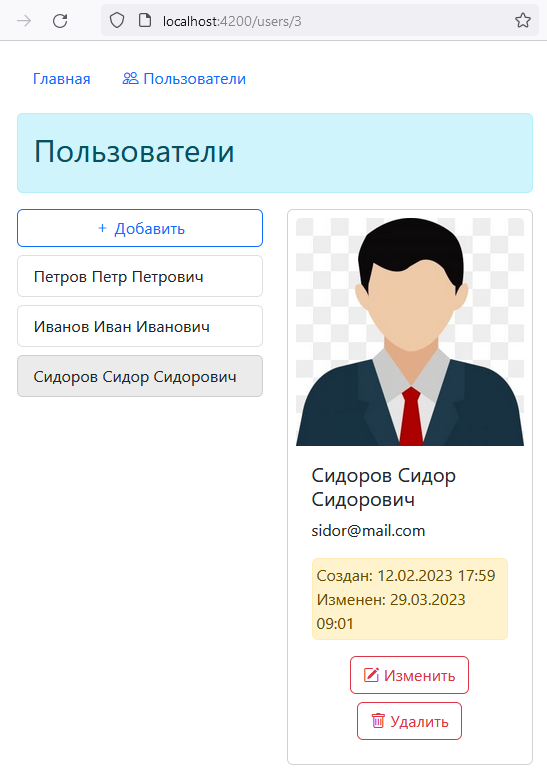 localhost:4200/users/3
Главная Пользователи
Пользователи
+ Добавить
Петров Петр Петрович
Иванов Иван Иванович
Сидоров Сидор Сидорович
Сидоров Сидор
Сидорович
sidor@mail.com
Создан: 12.02.2023 17:59
Изменен: 29.03.2023
09:01
Изменить
Удалить